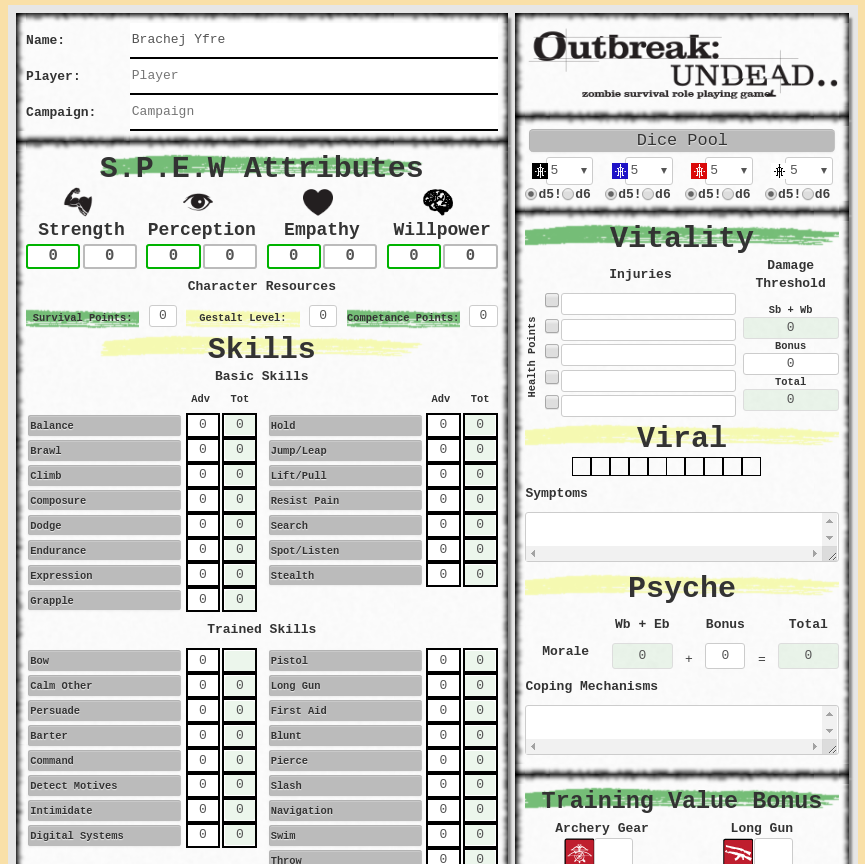 Name: Brachej Yfre
Player: Player
Campaign: Campaign
S.P.E.W Attributes
Strength Perception Empathy Willpower
0 0 0 0 0 0 0 0
Character Resources
Survival Points: 0 Gestalt Level: 0 Competance Points: 0
Skills
Basic Skills
Adv Tot Adv Tot
Balance 0 0 Hold 0 0
Brawl 0 0 Jump/Leap 0 0
Climb 0 0 Lift/Pull 0 0
Composure 0 0 Resist Pain 0 0
Dodge 0 0 Search 0 0
Endurance 0 0 Spot/Listen 0 0
Expression 0 0 Stealth 0 0
Grapple 0 0
Trained Skills
Bow 0 Pistol 0 0
Calm Other 0 0 Long Gun 0 0
Persuade 0 0 First Aid 0 0
Barter 0 0 Blunt 0 0
Command 0 0 Pierce 0 0
Detect Motives 0 0 Slash 0 0
Intimidate 0 0 Navigation 0 0
Digital Systems 0 0 Swim 0 0
Throw 0 0
Outbreak:
UNDEAD..
zombie survival role playing game
Dice Pool
5 5 5 5
d5! d6 d5! d6 d5! d6 d5! d6
Vitality
Injuries
Damage
Threshold
Health Points
Sb + Wb
0
Bonus
0
Total
0
Viral
Symptoms
Psyche
Wb + Eb Bonus Total
Morale 0 + 0 = 0
Coping Mechanisms
Training Value Bonus
Archery Gear Long Gun